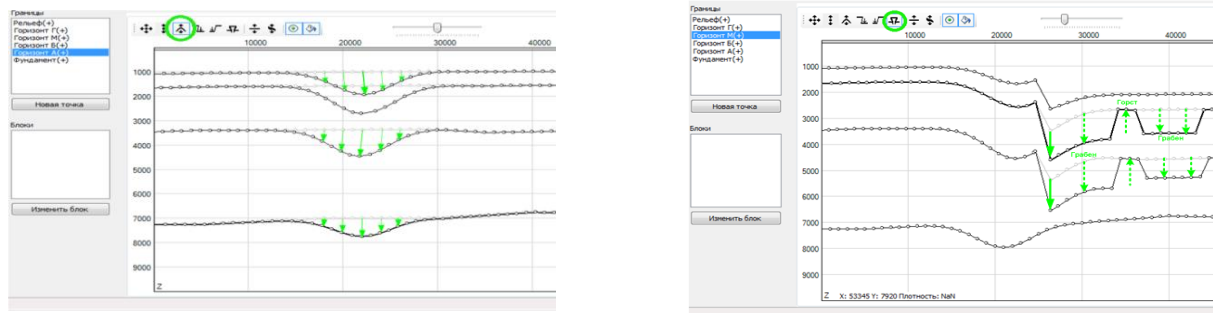 Границы
Рельеф(+)
Горизонт Г(+)
Горизонт М(+)
Горизонт Б(+)
Горизонт А(+)
Фундамент(+)
Новая точка
Блоки
Изменить блок
10000 20000 30000 40000
1000
2000
3000
4000
5000
6000
7000
8000
9000
Z
Границы
Рельеф(+)
Горизонт Г(+)
Горизонт М(+)
Горизонт Б(+)
Горизонт А(+)
Фундамент(+)
Новая точка
Блоки
Изменить блок
10000 20000 30000 40000
1000
2000
3000
4000
5000
6000
7000
8000
9000
Горст
Грабен
Грабен
Z X: 53345 Y: 7920 Плотность: NaN